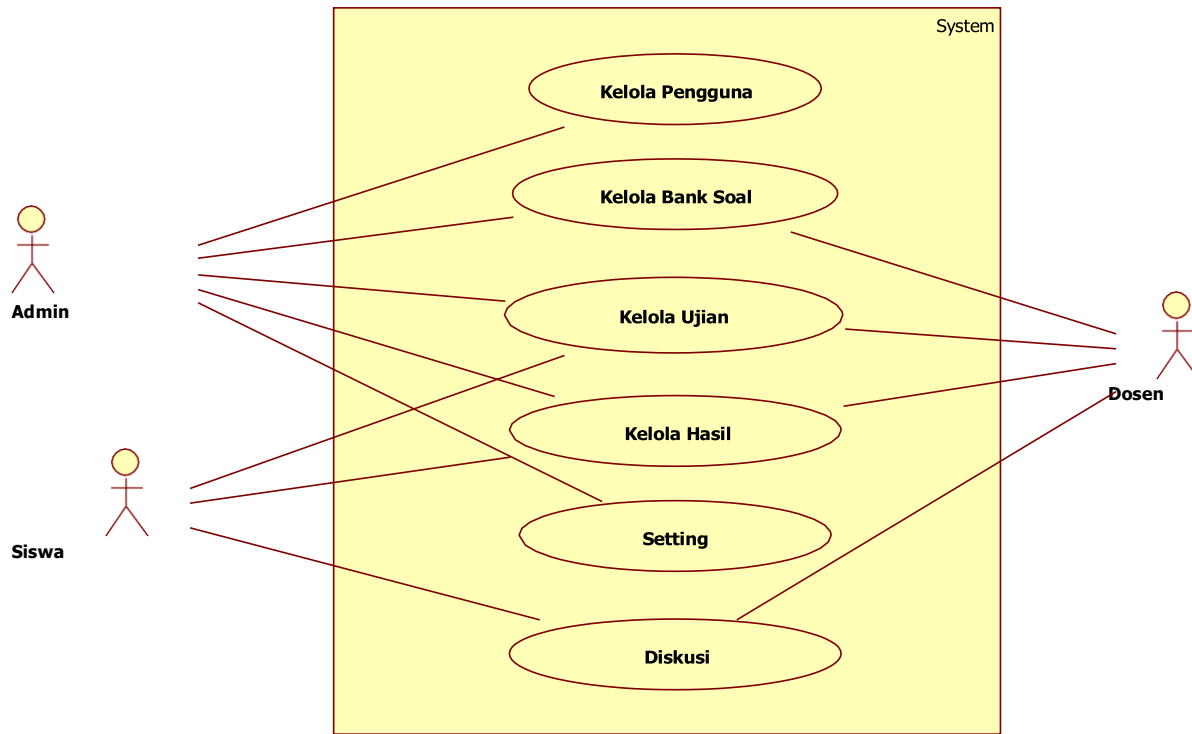 System
Kelola Pengguna
Kelola Bank Soal
Kelola Ujian
Kelola Hasil
Setting
Diskusi
Admin
Siswa
Dosen